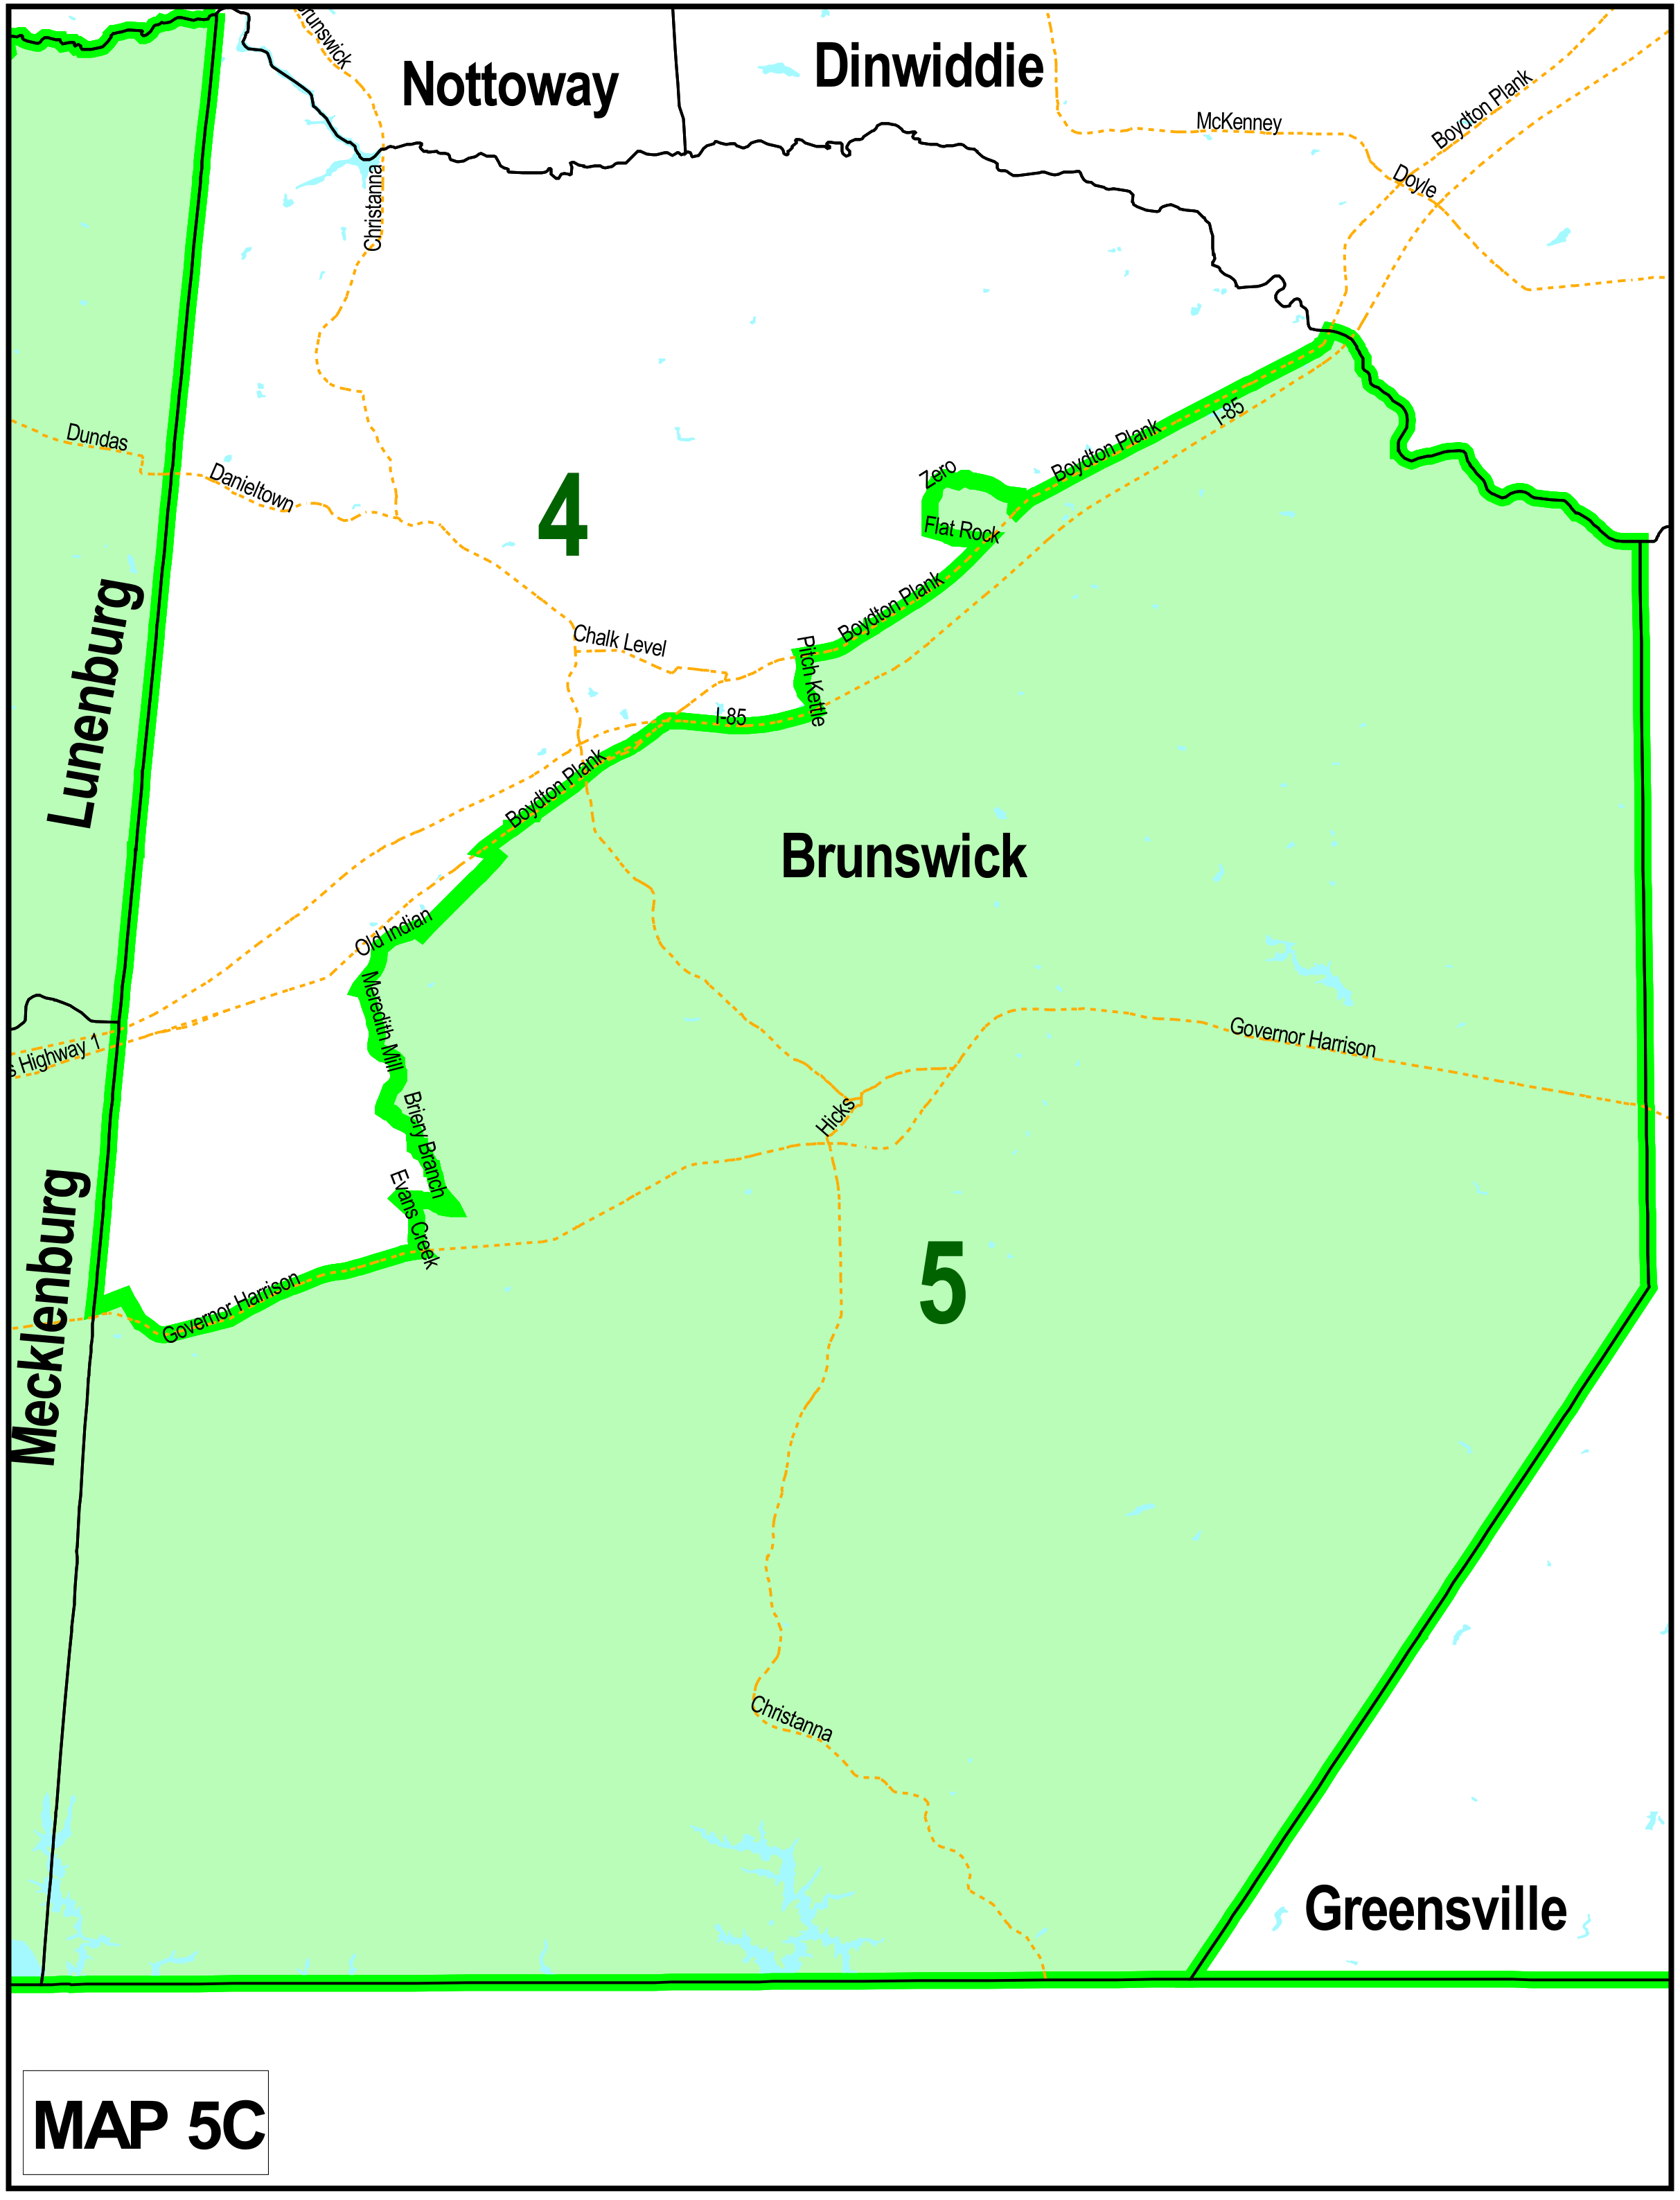 Brunswick
Nottoway
Dinwiddie
McKenney
Boydton Plank
Doyle
Christanna
Dundas
Danieltown
4
Zero
Flat Rock
Boydton Plank
I-85
Boydton Plank
Chalk Level
Pitch Kettle
I-85
Boydton Plank
Lunenburg
Brunswick
Old Indian
Meredith Mill
s Highway 1
Governor Harrison
Hicks
Briery Branch
Evans Creek
Mecklenburg
Governor Harrison
5
Christanna
Greensville
MAP 5C